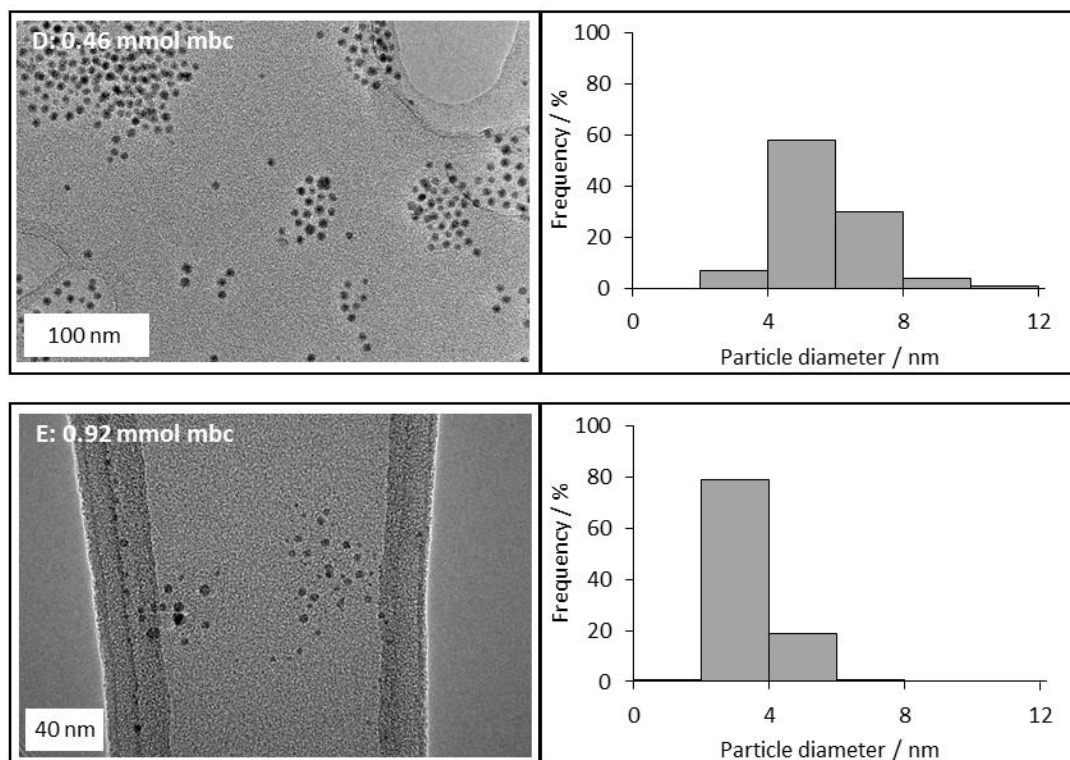 D: 0.46 mmol mbc
100 nm
Frequency / %
100
80
60
40
20
0
0 4 8 12
Particle diameter / nm
E: 0.92 mmol mbc
40 nm
Frequency / %
100
80
60
40
20
0
0 4 8 12
Particle diameter / nm